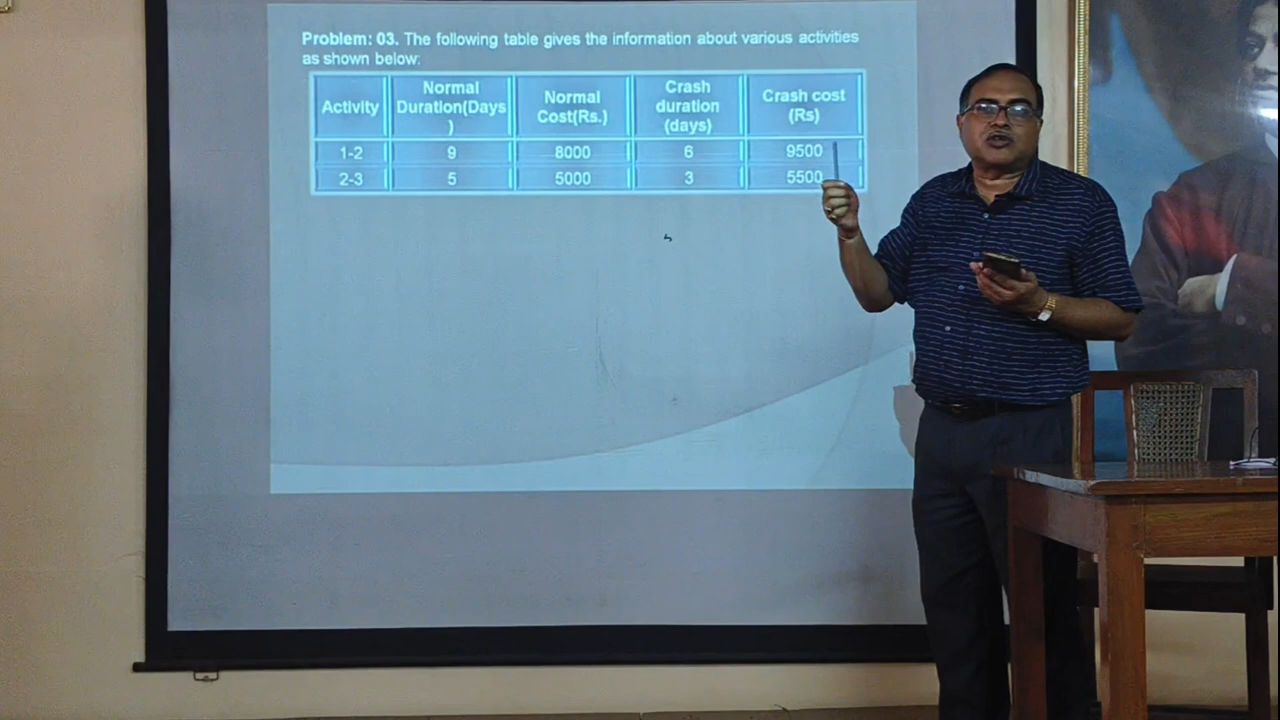 Problem: 03. The following table gives the information about various activities
as shown below:
Activity Normal Duration(Days) Normal Cost(Rs.) Crash duration (days) Crash cost (Rs)
1-2 9 8000 6 9500
2-3 5 5000 3 5500